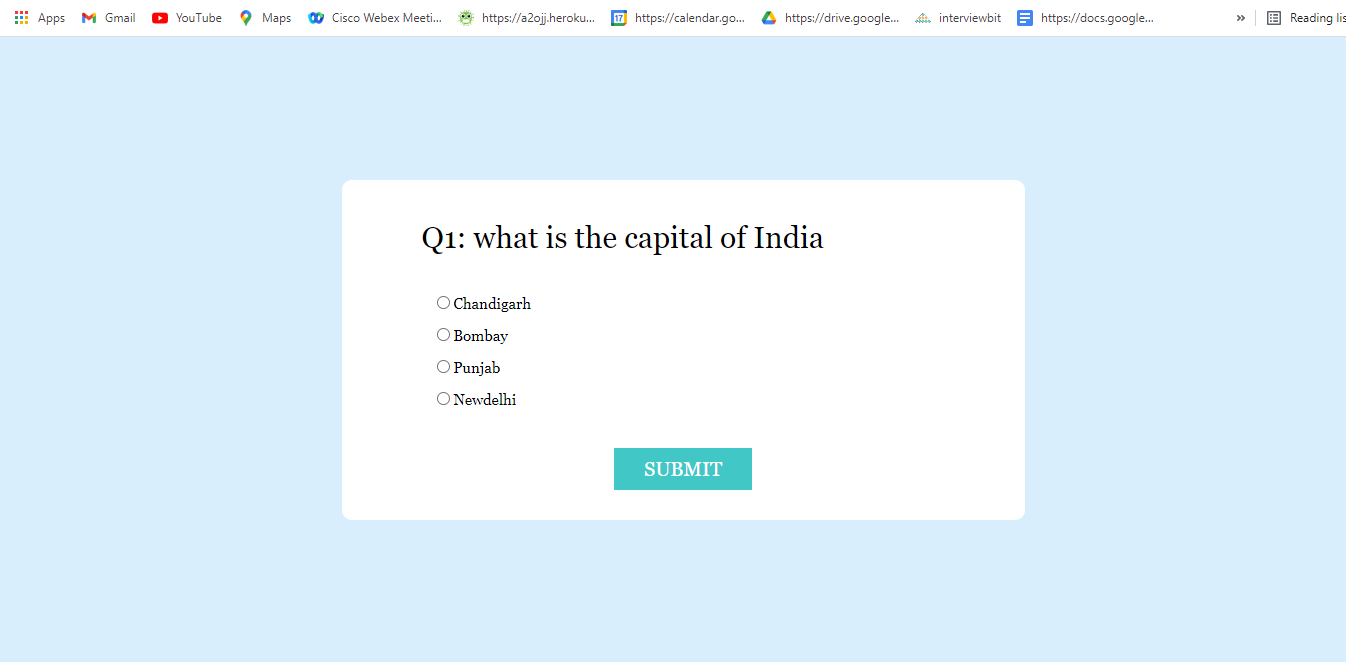 Apps Gmail YouTube Maps Cisco Webex Meeti... https://a2ojj.heroku... 17 https://calendar.go... https://drive.google... interviewbit https://docs.google... » Reading lis
Q1: what is the capital of India
Chandigarh
Bombay
Punjab
Newdelhi
SUBMIT